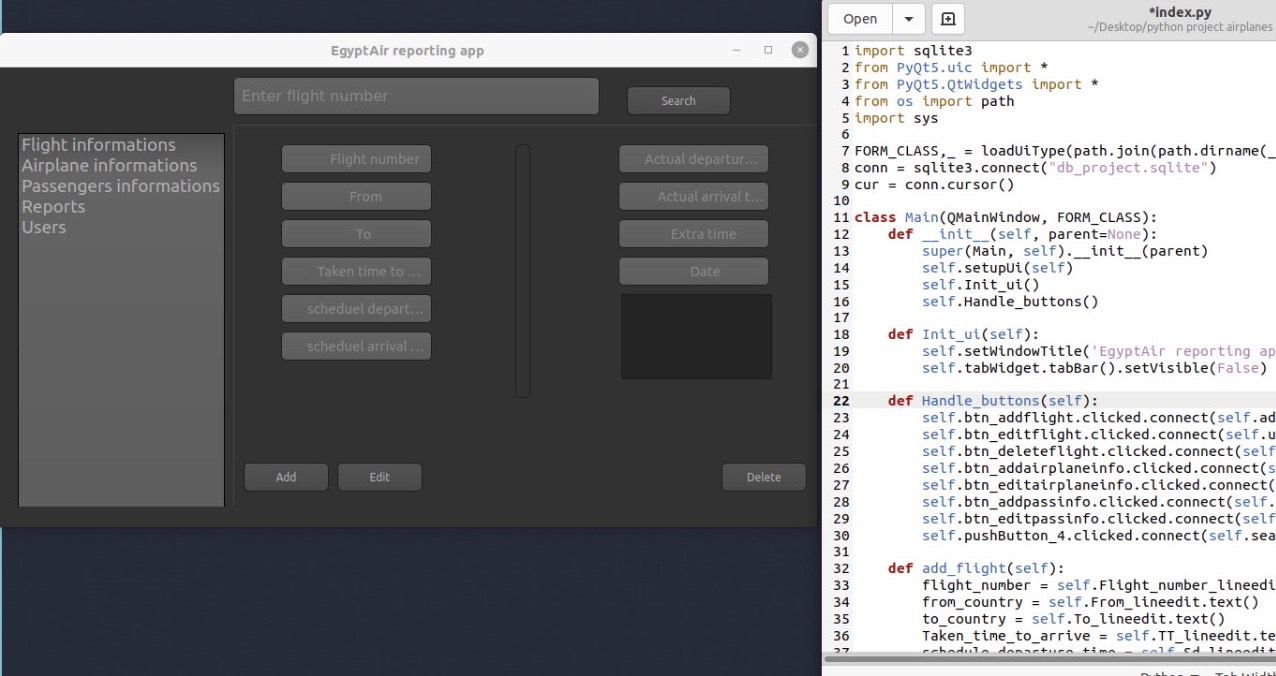 EgyptAir reporting app
Enter flight number
Search
Flight informations
Airplane informations
Passengers informations
Reports
Users
Flight number
From
To
Taken time to ...
scheduel depart...
scheduel arrival ...
Actual departur...
Actual arrival t...
Extra time
Date
Add
Edit
Delete
Open
*index.py
~/Desktop/python project airplanes
1 import sqlite3
2 from PyQt5.uic import *
3 from PyQt5.QtWidgets import *
4 from os import path
5 import sys
6
7 FORM_CLASS,_ = loadUiType(path.join(path.dirname(_
8 conn = sqlite3.connect("db_project.sqlite")
9 cur = conn.cursor()
10
11 class Main(QMainWindow, FORM_CLASS):
12     def __init__(self, parent=None):
13         super(Main, self).__init__(parent)
14         self.setupUi(self)
15         self.Init_ui()
16         self.Handle_buttons()
17
18     def Init_ui(self):
19         self.setWindowTitle('EgyptAir reporting ap
20         self.tabWidget.tabBar().setVisible(False)
21
22     def Handle_buttons(self):
23         self.btn_addflight.clicked.connect(self.ad
24         self.btn_editflight.clicked.connect(self.u
25         self.btn_deleteflight.clicked.connect(self
26         self.btn_addairplaneinfo.clicked.connect(s
27         self.btn_editairplaneinfo.clicked.connect(
28         self.btn_addpassinfo.clicked.connect(self.
29         self.btn_editpassinfo.clicked.connect(self
30         self.pushButton_4.clicked.connect(self.sea
31
32     def add_flight(self):
33         flight_number = self.Flight_number_lineedi
34         from_country = self.From_lineedit.text()
35         to_country = self.To_lineedit.text()
36         Taken_time_to_arrive = self.TT_lineedit.te
37         schedule_departure_time = self.Sd_lineedit
Python Tab Width